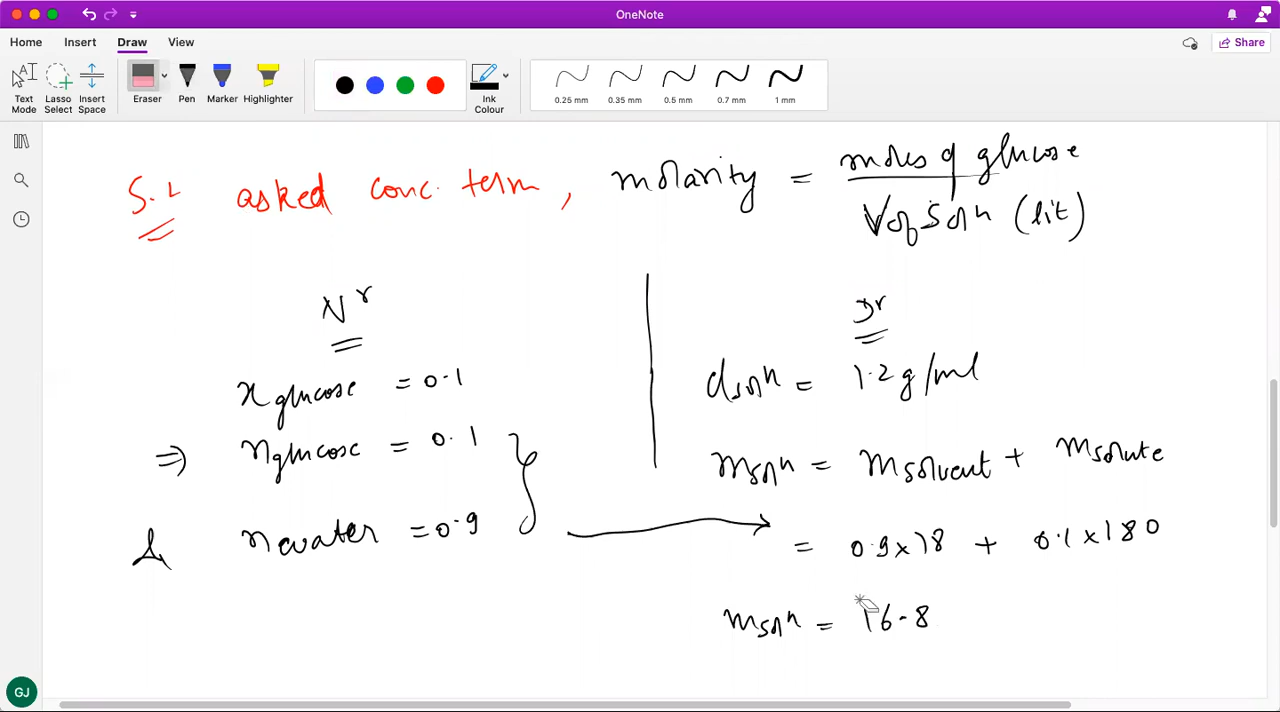 OneNote
Home Insert Draw View
Share
Text Mode
Lasso Select
Insert Space
Eraser
Pen
Marker
Highlighter
Ink Colour
0.25 mm
0.35 mm
0.5 mm
0.7 mm
1 mm
asked conc. term, molarity = moles of glucose
V of Soln (lit)
Nr
Dr
x glucose = 0.1
dsoln = 1.2 g/ml
⇒ nglucose = 0.1
msoln = msolvent + msolute
& nwater = 0.9
= 0.9×18 + 0.1×180
msoln = 16.8
GJ